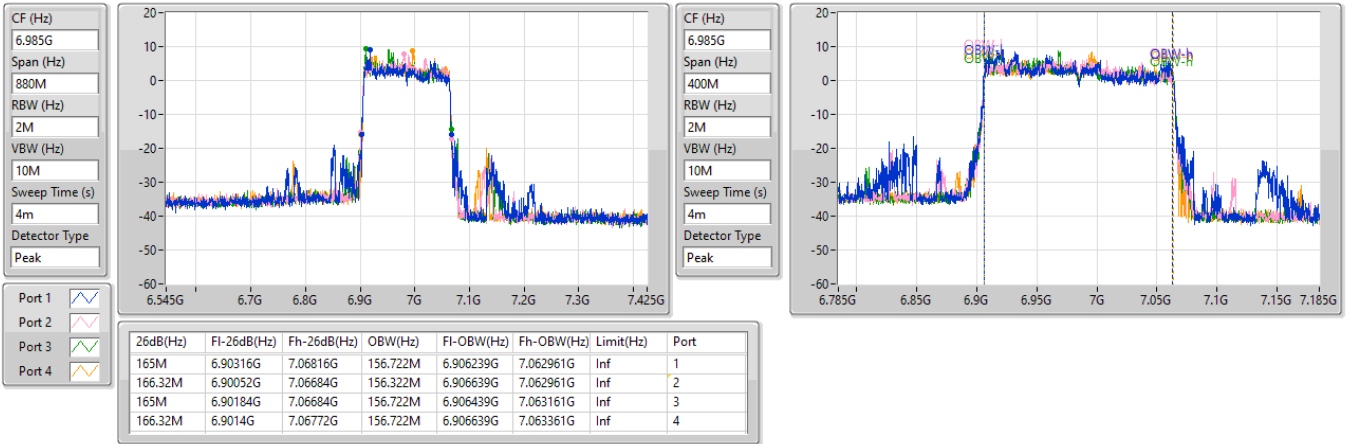 CF (Hz)
6.985G
Span (Hz)
880M
RBW (Hz)
2M
VBW (Hz)
10M
Sweep Time (s)
4m
Detector Type
Peak
20
10
0
-10
-20
-30
-40
-50
-60
6.545G 6.7G 6.8G 6.9G 7G 7.1G 7.2G 7.3G 7.425G
CF (Hz)
6.985G
Span (Hz)
400M
RBW (Hz)
2M
VBW (Hz)
10M
Sweep Time (s)
4m
Detector Type
Peak
20
10
0
-10
-20
-30
-40
-50
-60
OBW-h
6.785G 6.85G 6.9G 6.95G 7G 7.05G 7.1G 7.15G 7.185G
Port 1
Port 2
Port 3
Port 4
26dB(Hz) Fl-26dB(Hz) Fh-26dB(Hz) OBW(Hz) Fl-OBW(Hz) Fh-OBW(Hz) Limit(Hz) Port
165M 6.90316G 7.06816G 156.722M 6.906239G 7.062961G Inf 1
166.32M 6.90052G 7.06684G 156.322M 6.906639G 7.062961G Inf 2
165M 6.90184G 7.06684G 156.722M 6.906439G 7.063161G Inf 3
166.32M 6.9014G 7.06772G 156.722M 6.906639G 7.063361G Inf 4